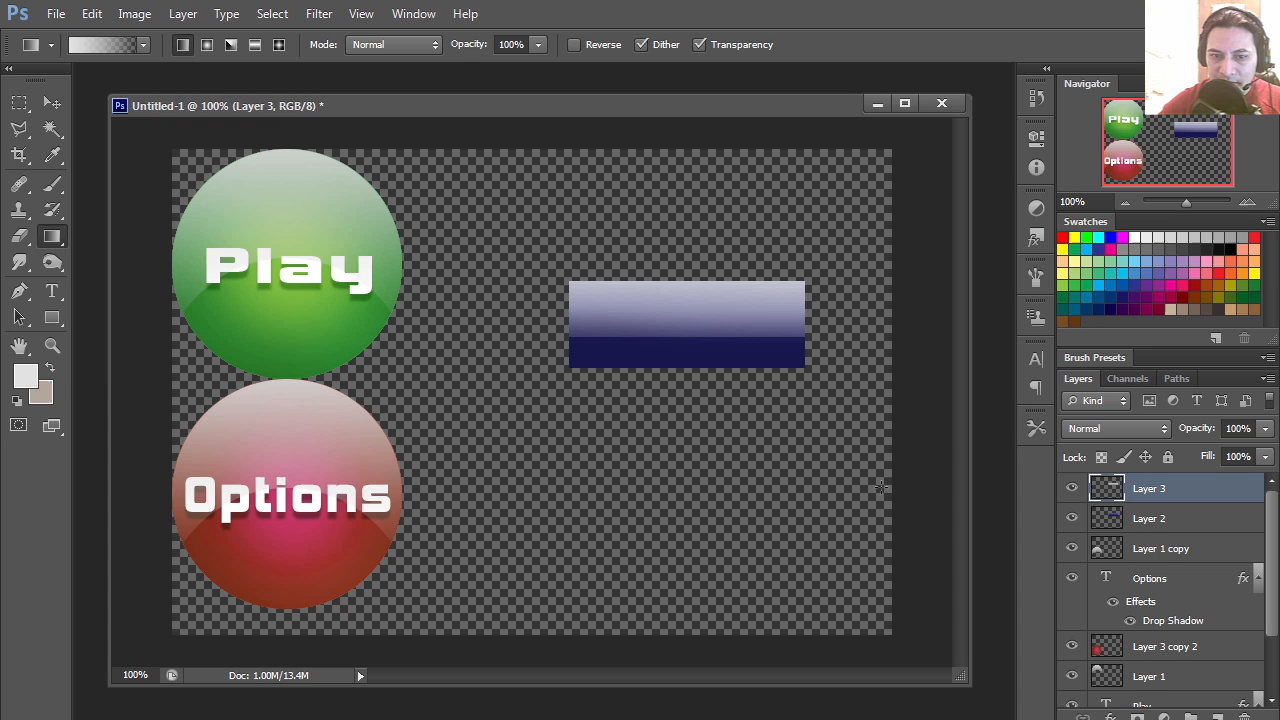 Ps File Edit Image Layer Type Select Filter View Window Help
Mode: Normal Opacity: 100% Reverse Dither Transparency
Ps Untitled-1 @ 100% (Layer 3, RGB/8) *
Navigator
Play
Options
100%
Swatches
Play
Options
Brush Presets
Layers Channels Paths
Kind
Normal Opacity: 100%
Lock: Fill: 100%
Layer 3
Layer 2
Layer 1 copy
Options fx
Effects
Drop Shadow
Layer 3 copy 2
Layer 1
Play
100% Doc: 1.00M/13.4M